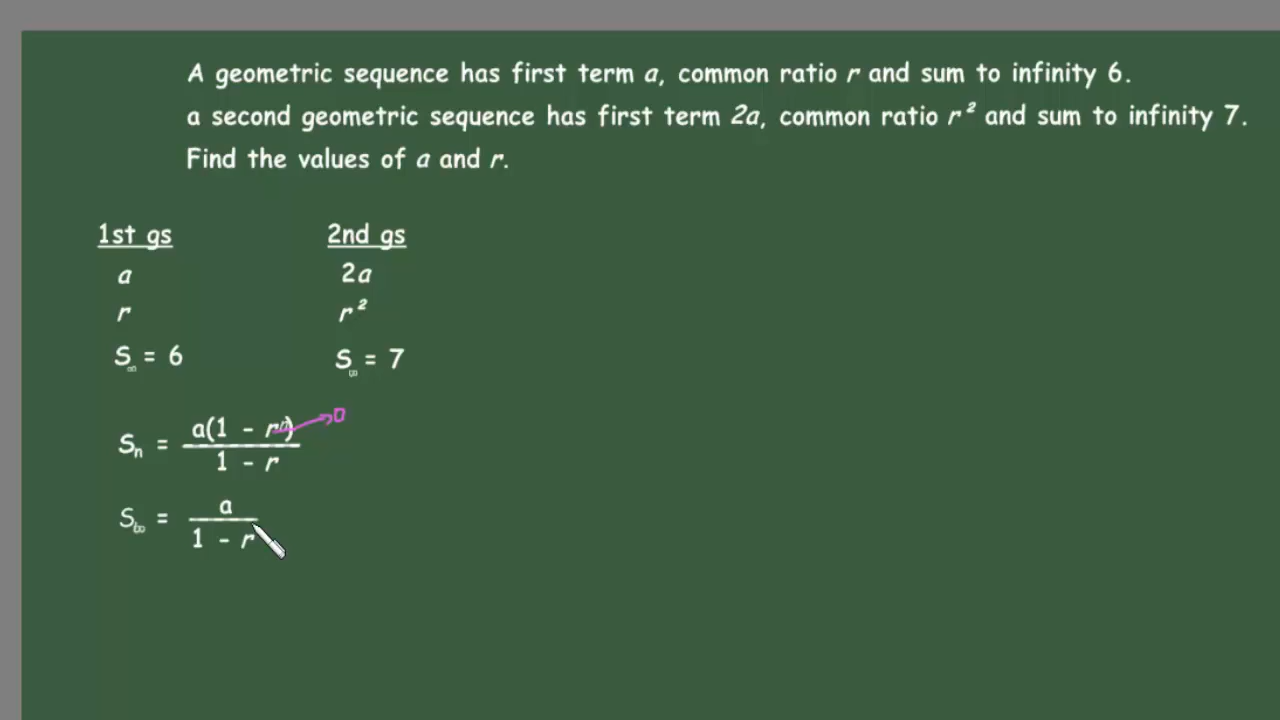 A geometric sequence has first term a, common ratio r and sum to infinity 6.
a second geometric sequence has first term 2a, common ratio r² and sum to infinity 7.
Find the values of a and r.
1st gs 2nd gs
a 2a
r r²
S∞ = 6 S∞ = 7
Sn = a(1 - rⁿ) / 1 - r → 0
S∞ = a / 1 - r